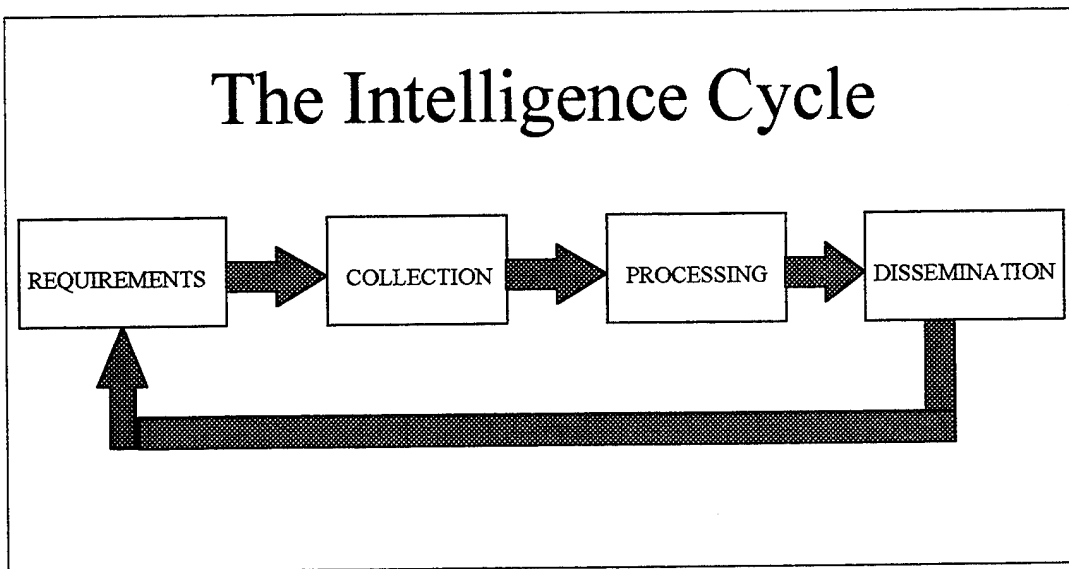 The Intelligence Cycle
REQUIREMENTS
COLLECTION
PROCESSING
DISSEMINATION